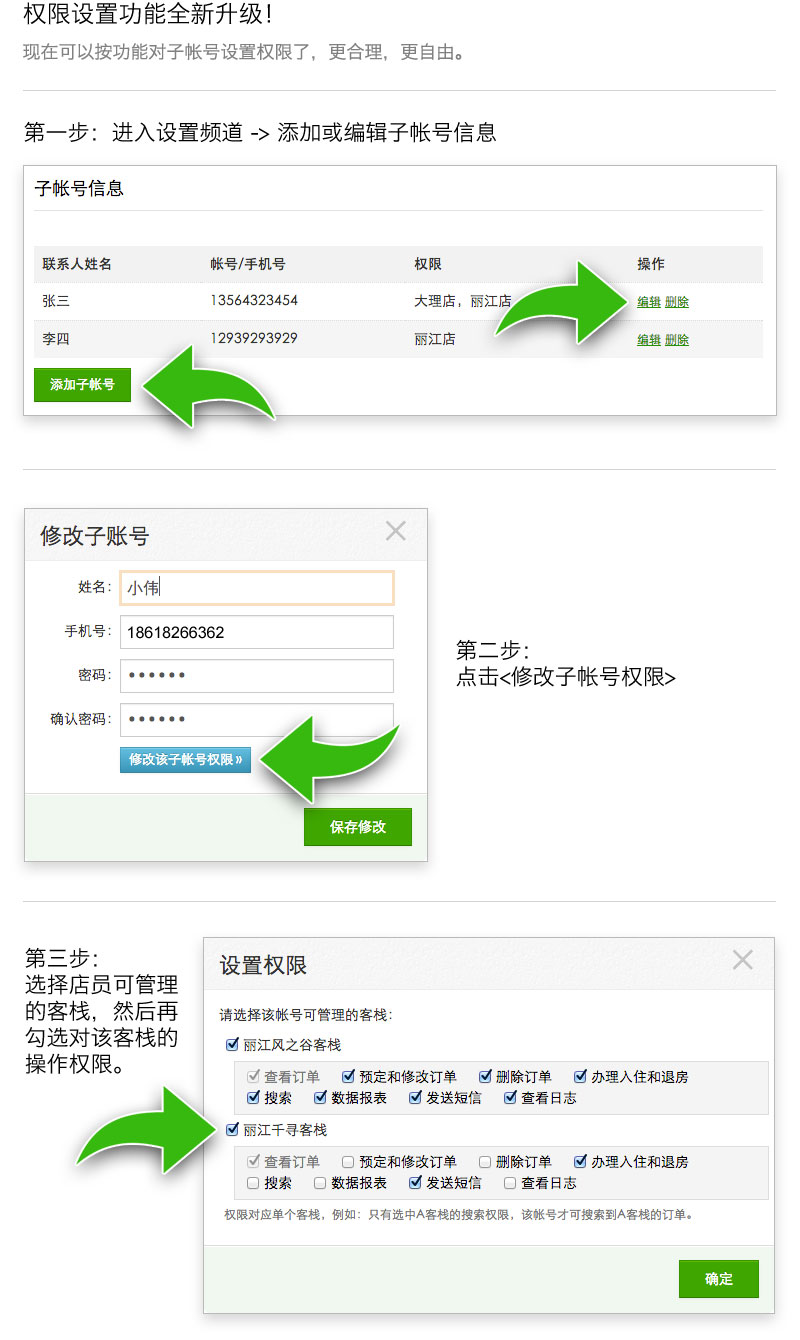 权限设置功能全新升级！
现在可以按功能对子帐号设置权限了，更合理，更自由。
第一步：进入设置频道 -> 添加或编辑子帐号信息
子帐号信息
联系人姓名 帐号/手机号 权限 操作
张三 13564323454 大理店，丽江店 编辑 删除
李四 12939293929 丽江店 编辑 删除
添加子帐号
修改子账号
姓名： 小伟
手机号： 18618266362
密码： ••••••
确认密码： ••••••
修改该子帐号权限»
保存修改
第二步：
点击<修改子帐号权限>
第三步：
选择店员可管理
的客栈，然后再
勾选对该客栈的
操作权限。
设置权限
请选择该帐号可管理的客栈：
丽江风之谷客栈
查看订单 预定和修改订单 删除订单 办理入住和退房
搜索 数据报表 发送短信 查看日志
丽江千寻客栈
查看订单 预定和修改订单 删除订单 办理入住和退房
搜索 数据报表 发送短信 查看日志
权限对应单个客栈，例如：只有选中A客栈的搜索权限，该帐号才可搜索到A客栈的订单。
确定